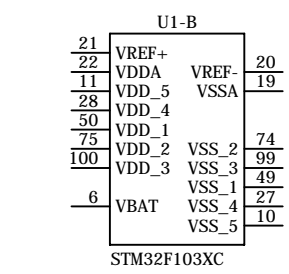 U1-B
21 VREF+
22 VDDA VREF- 20
11 VDD_5 VSSA 19
28 VDD_4
50 VDD_1
75 VDD_2 VSS_2 74
100 VDD_3 VSS_3 99
VSS_1 49
6 VBAT VSS_4 27
VSS_5 10
STM32F103XC